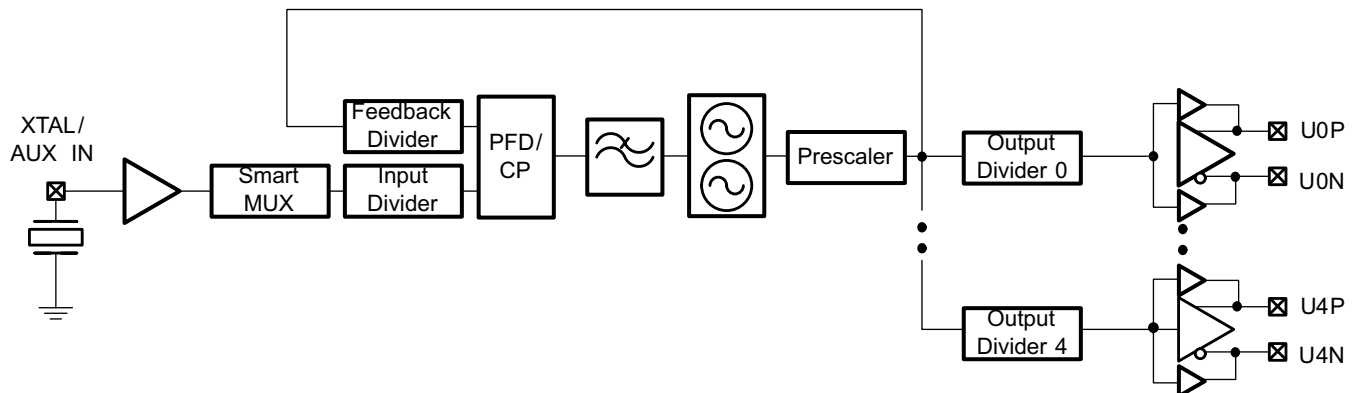 XTAL/
AUX IN
Smart
MUX
Feedback
Divider
Input
Divider
PFD/
CP
Prescaler
Output
Divider 0
U0P
U0N
Output
Divider 4
U4P
U4N